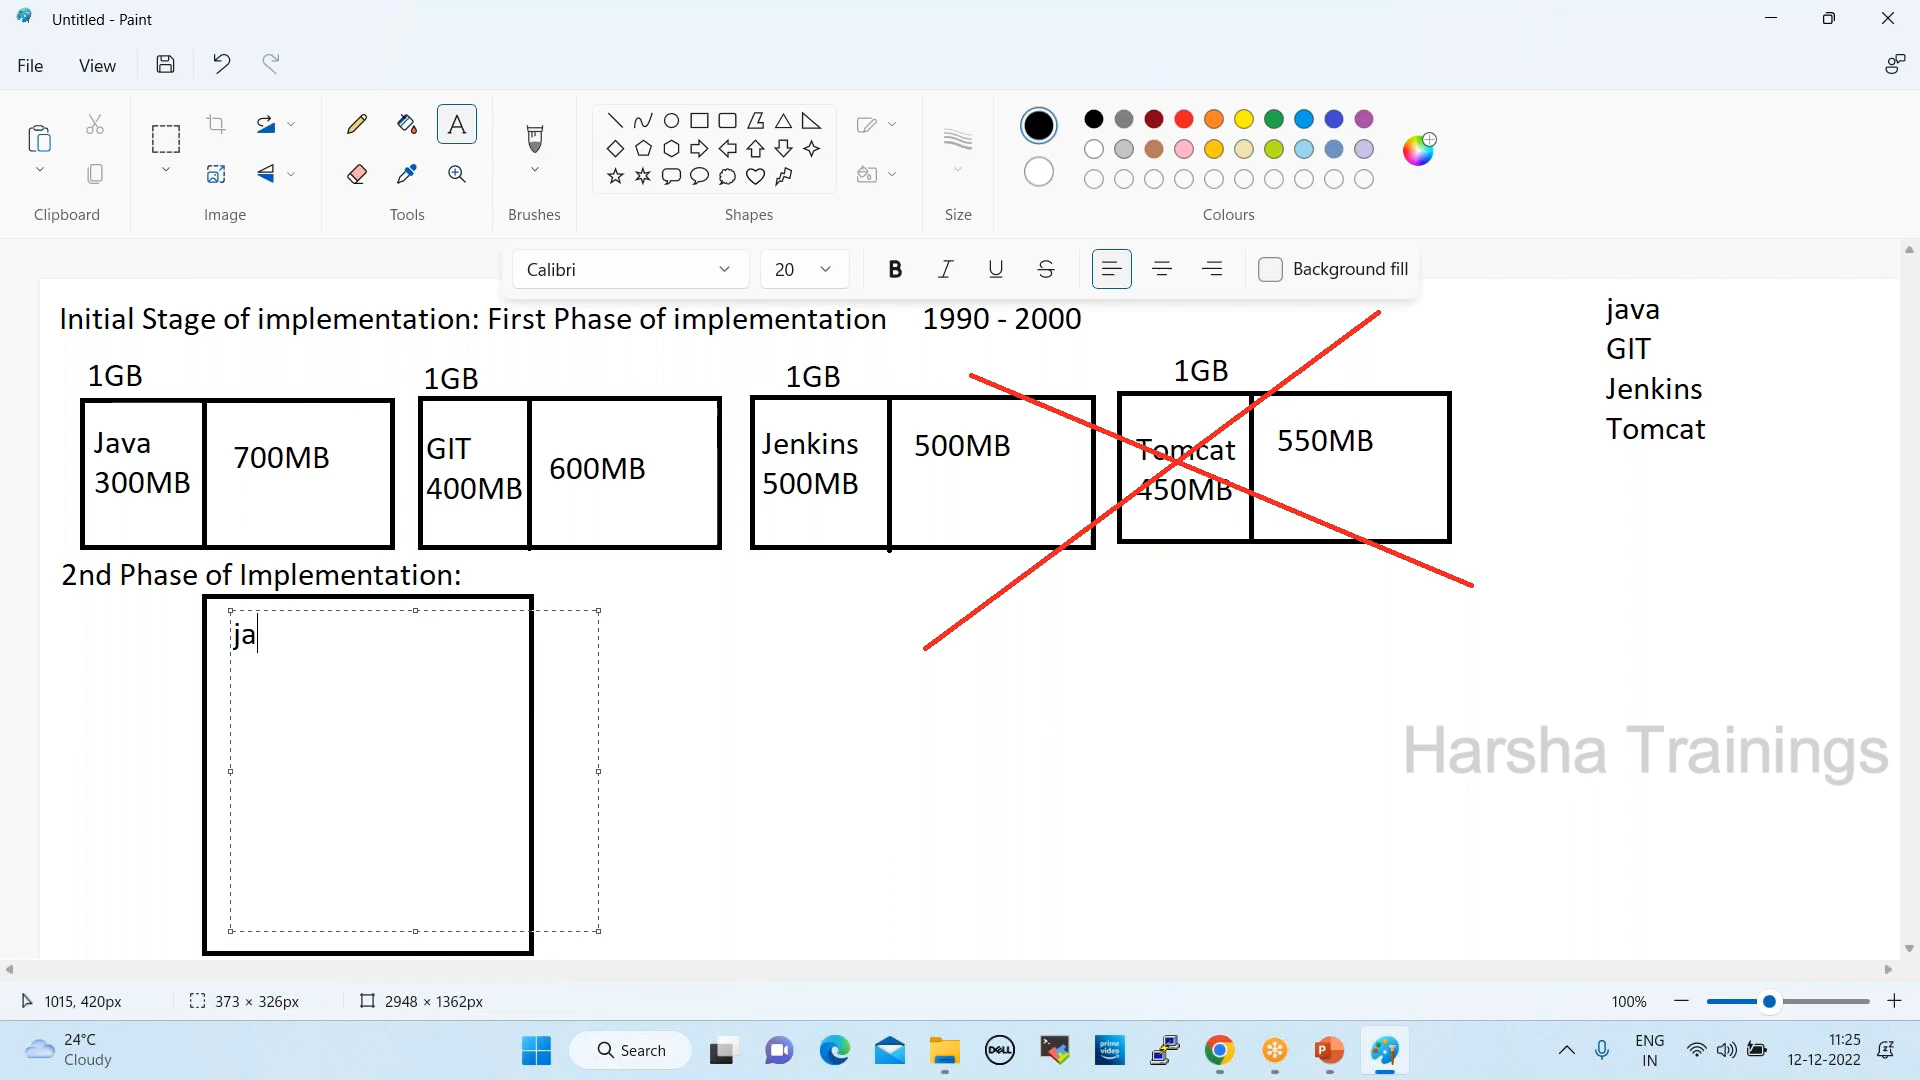 Untitled - Paint
File
View
Clipboard
Image
Tools
Brushes
Shapes
Size
Colours
Calibri
20
B
I
U
S
Background fill
Initial Stage of implementation: First Phase of implementation 1990 - 2000
java
GIT
Jenkins
Tomcat
1GB
1GB
1GB
1GB
Java
300MB
700MB
GIT
400MB
600MB
Jenkins
500MB
500MB
Tomcat
450MB
550MB
2nd Phase of Implementation:
ja
Harsha Trainings
1015, 420px
373 × 326px
2948 × 1362px
100%
24°C
Cloudy
Search
DELL
prime
video
ENG
IN
11:25
12-12-2022